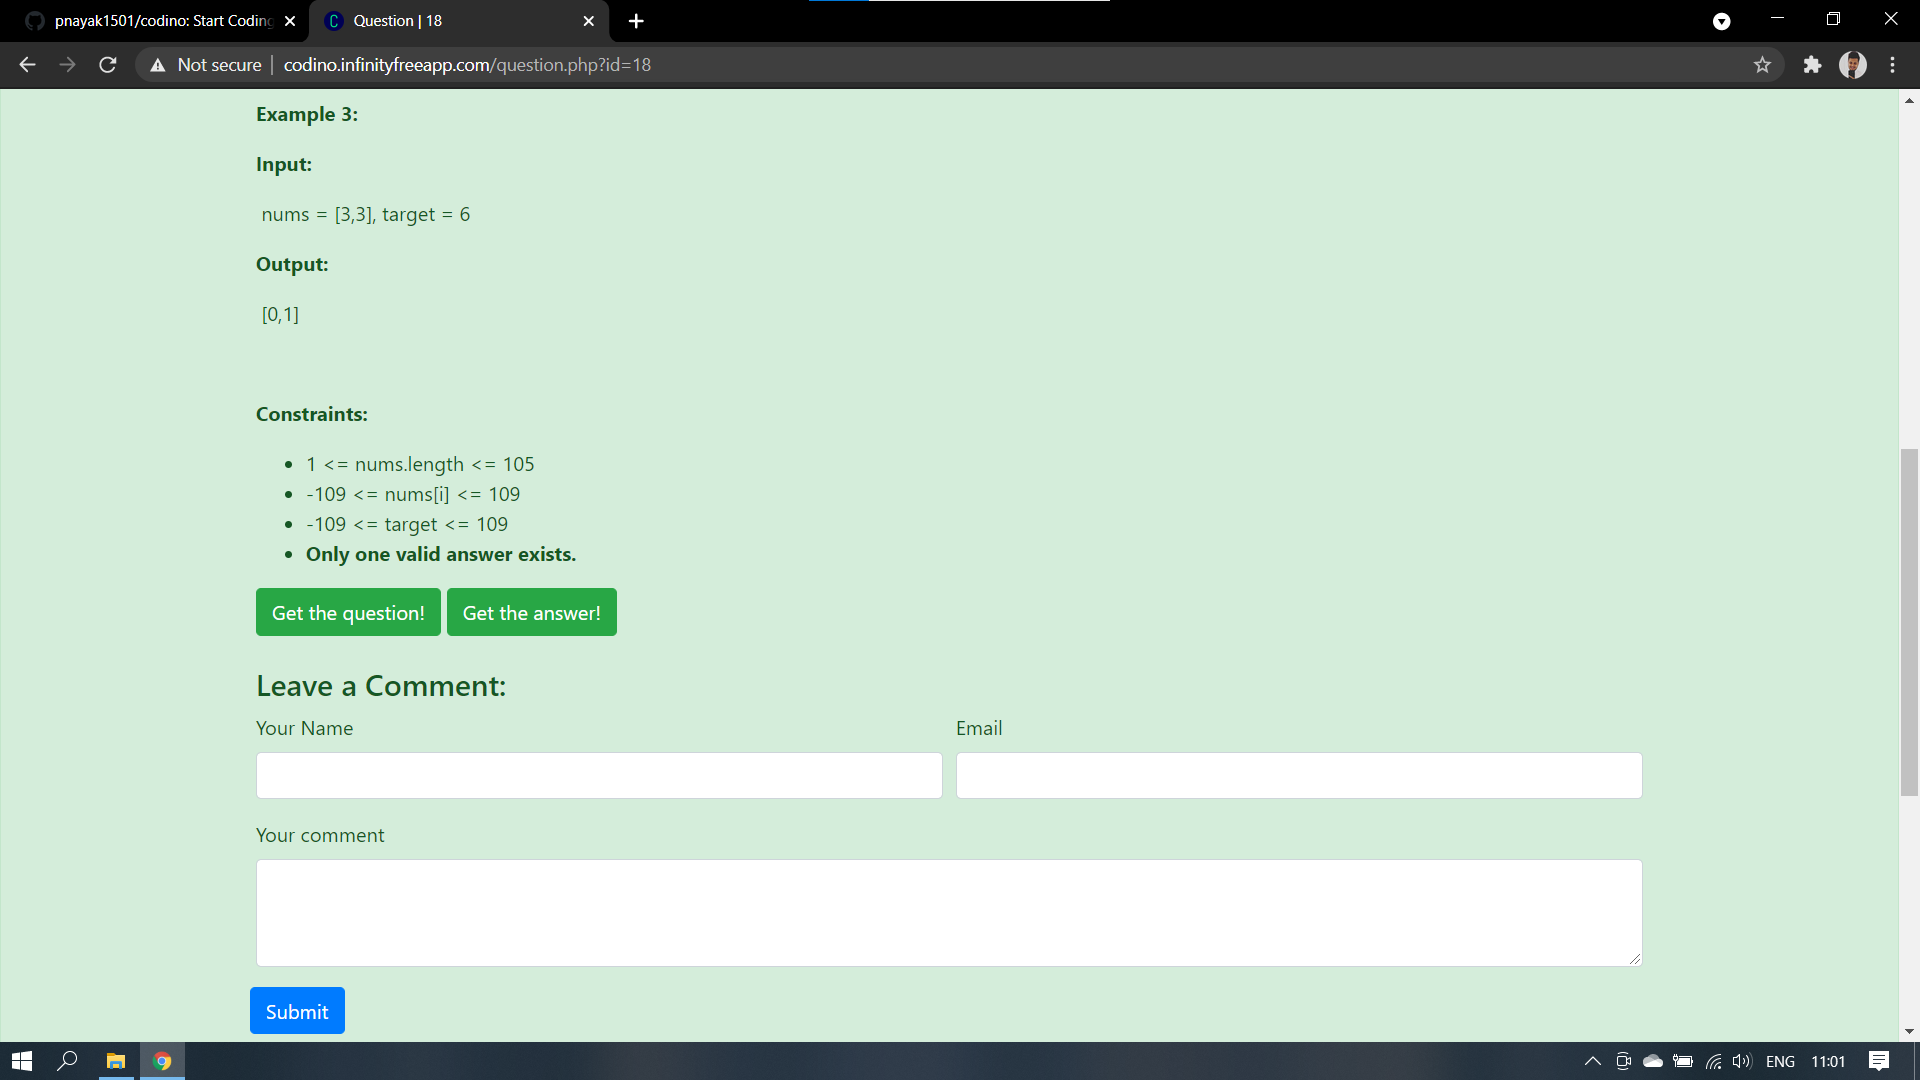 pnayak1501/codino: Start Coding
Question | 18
Not secure
codino.infinityfreeapp.com/question.php?id=18
Example 3:
Input:
nums = [3,3], target = 6
Output:
[0,1]
Constraints:
1 <= nums.length <= 105
-109 <= nums[i] <= 109
-109 <= target <= 109
Only one valid answer exists.
Get the question! Get the answer!
Leave a Comment:
Your Name Email
Your comment
Submit
ENG 11:01